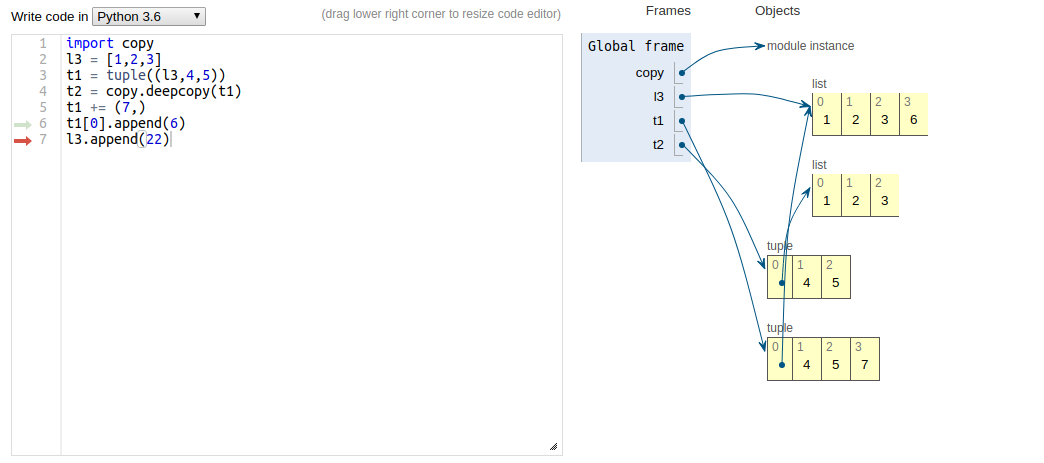 Write code in Python 3.6
(drag lower right corner to resize code editor)
1 import copy
2 l3 = [1,2,3]
3 t1 = tuple((l3,4,5))
4 t2 = copy.deepcopy(t1)
5 t1 += (7,)
6 t1[0].append(6)
7 l3.append(22)
Frames
Objects
Global frame
copy
l3
t1
t2
module instance
list
0 1 2 3
1 2 3 6
list
0 1 2
1 2 3
tuple
0 1 2
4 5
tuple
0 1 2 3
4 5 7